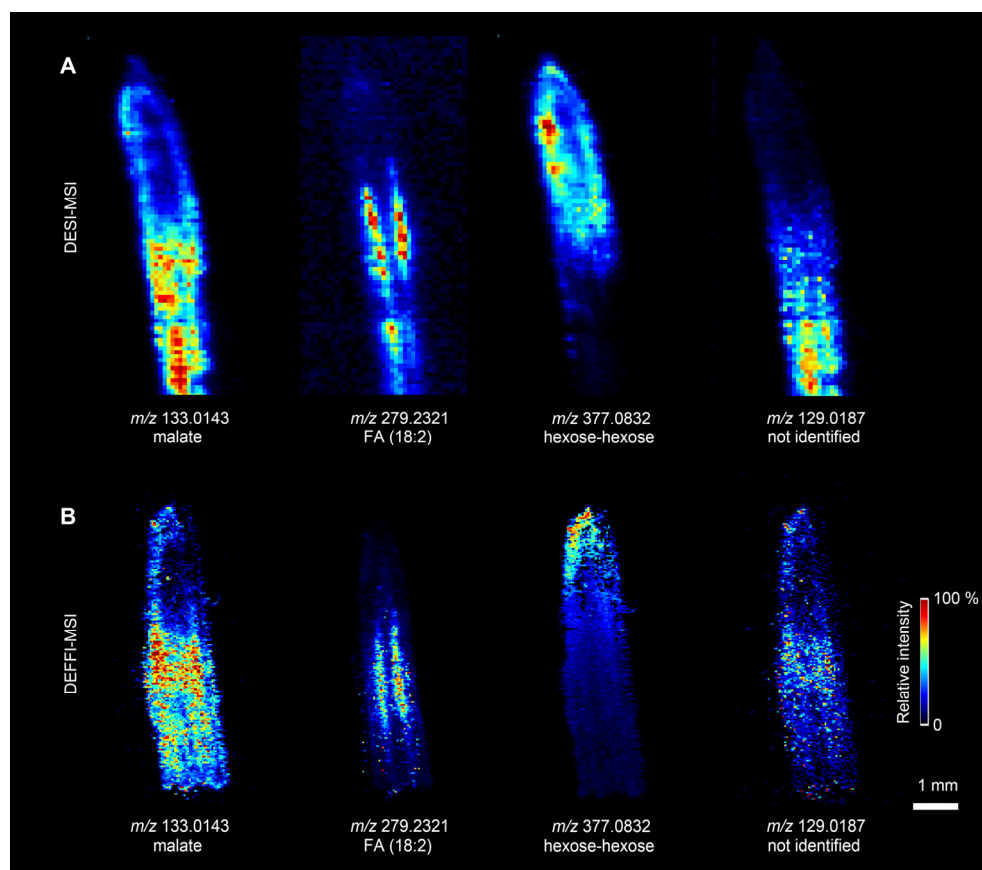 A
DESI-MSI
m/z 133.0143
malate
m/z 279.2321
FA (18:2)
m/z 377.0832
hexose-hexose
m/z 129.0187
not identified
B
DEFFI-MSI
100 %
Relative intensity
0
1 mm
m/z 133.0143
malate
m/z 279.2321
FA (18:2)
m/z 377.0832
hexose-hexose
m/z 129.0187
not identified